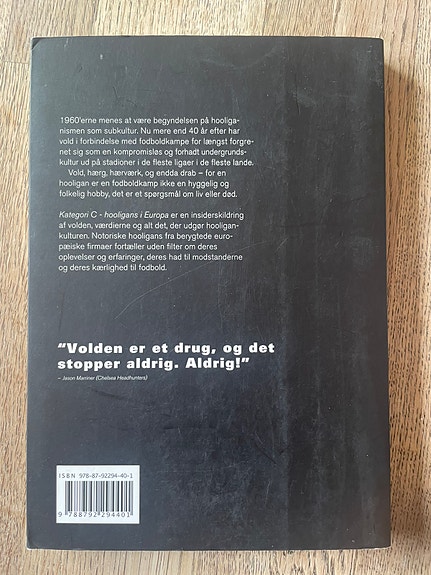 1960'erne menes at være begyndelsen på hooliga-
nismen som subkultur. Nu mere end 40 år efter har
vold i forbindelse med fodboldkampe for længst forgre-
net sig som en kompromisløs og forhadt undergrunds-
kultur ud på stadioner i de fleste ligaer i de fleste lande.
Vold, hærg, hærværk, og endda drab – for en
hooligan er en fodboldkamp ikke en hyggelig og
folkelig hobby, det er et spørgsmål om liv eller død.
Kategori C - hooligans i Europa er en insiderskildring
af volden, værdierne og alt det, der udgør hooligan-
kulturen. Notoriske hooligans fra berygtede euro-
pæiske firmaer fortæller uden filter om deres
oplevelser og erfaringer, deres had til modstanderne
og deres kærlighed til fodbold.
"Volden er et drug, og det
stopper aldrig. Aldrig!"
– Jason Marriner (Chelsea Headhunters)
ISBN 978-87-92294-40-1
9 788792 294401